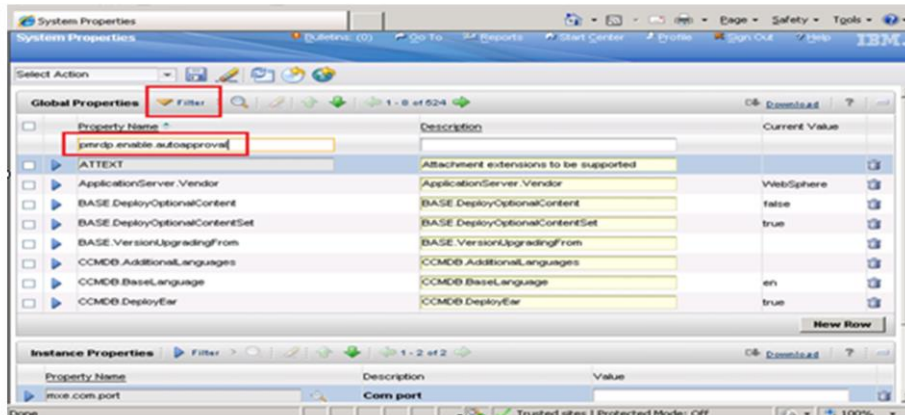 System Properties
Page Safety Tools
System Properties Bulletins: (0) Go To Reports Start Center Profile Sign Out Help IBM.
Select Action
Global Properties Filter 1 - 8 of 624 Download ?
Property Name Description Current Value
pmrdp.enable.autoapproval
ATTEXT Attachment extensions to be supported
ApplicationServer.Vendor ApplicationServer.Vendor WebSphere
BASE.DeployOptionalContent BASE.DeployOptionalContent false
BASE.DeployOptionalContentSet BASE.DeployOptionalContentSet true
BASE.VersionUpgradingFrom BASE.VersionUpgradingFrom
CCMDB.AdditionalLanguages CCMDB.AdditionalLanguages
CCMDB.BaseLanguage CCMDB.BaseLanguage en
CCMDB.DeployEar CCMDB.DeployEar true
New Row
Instance Properties Filter 1 - 2 of 2 Download ?
Property Name Description Value
mxe.com.port Com port
Done Trusted sites | Protected Mode: Off 100%